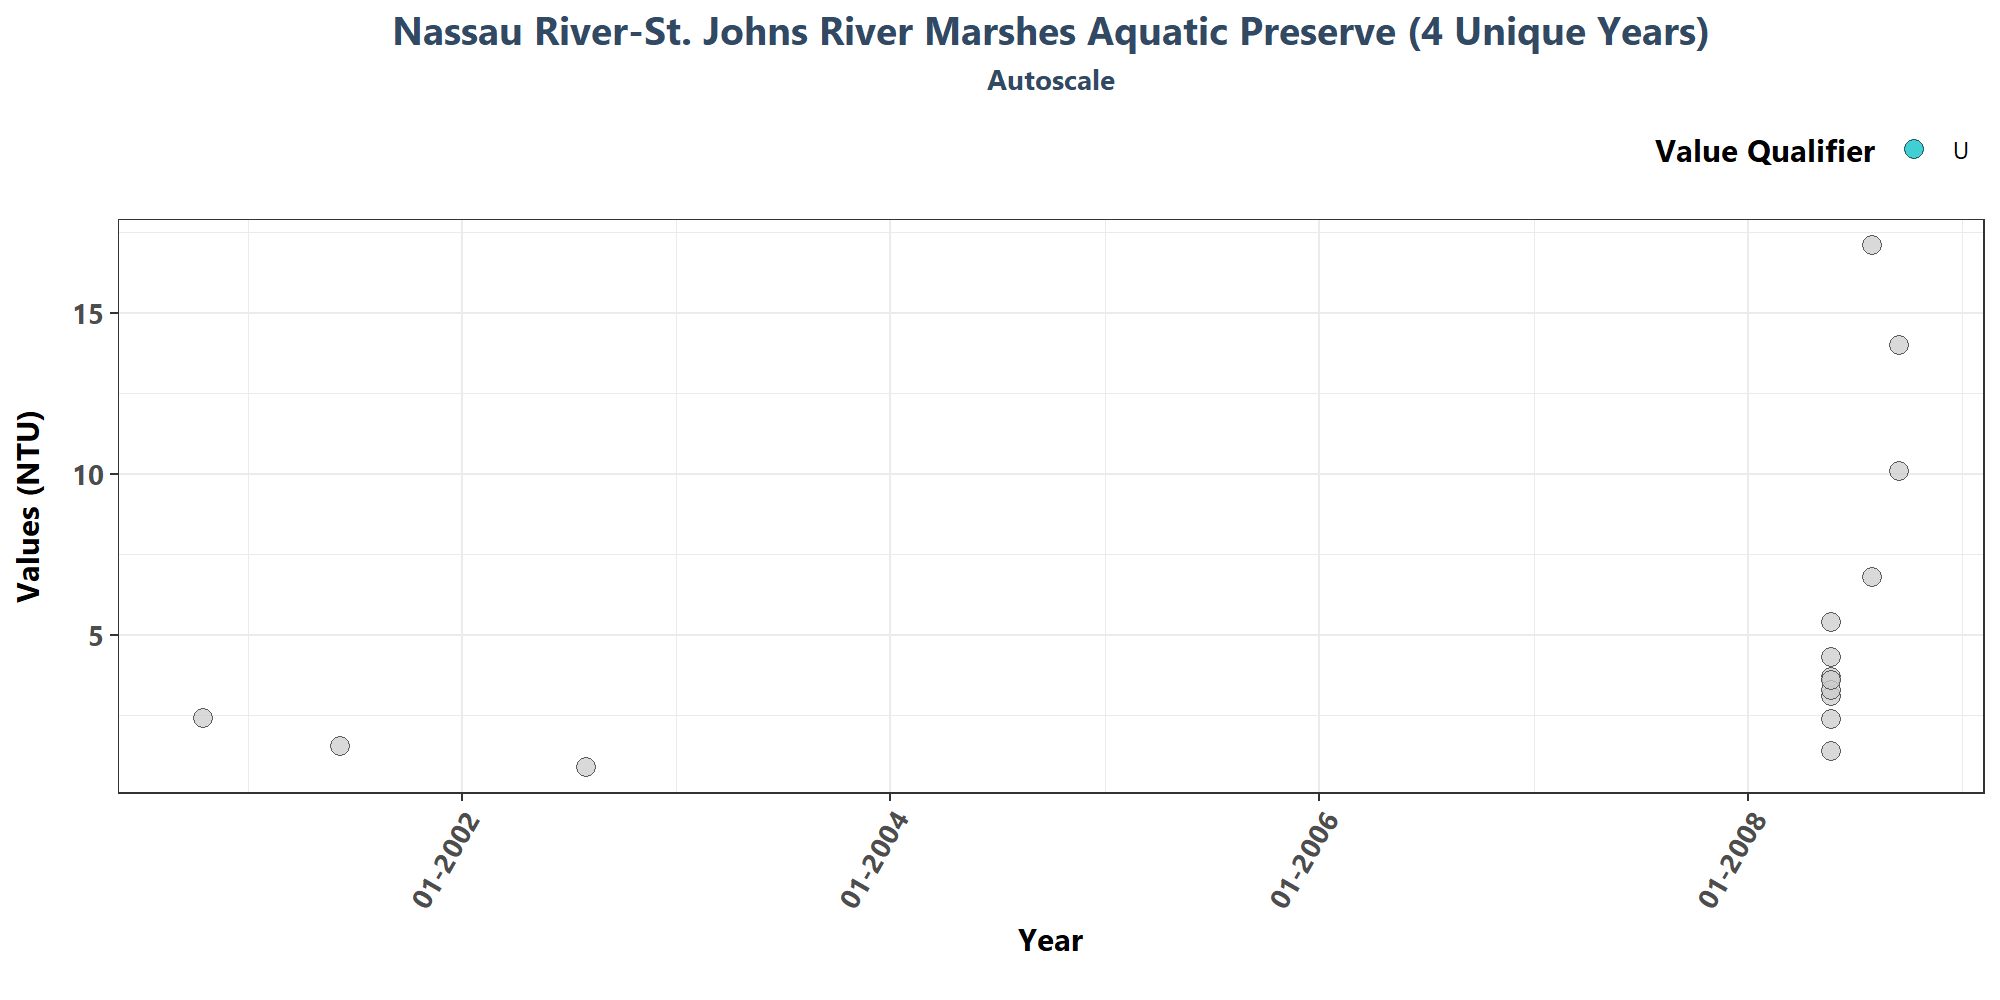 Nassau River-St. Johns River Marshes Aquatic Preserve (4 Unique Years)
Autoscale
Value Qualifier U
Values (NTU)
15
10
5
01-2002 01-2004 01-2006 01-2008
Year